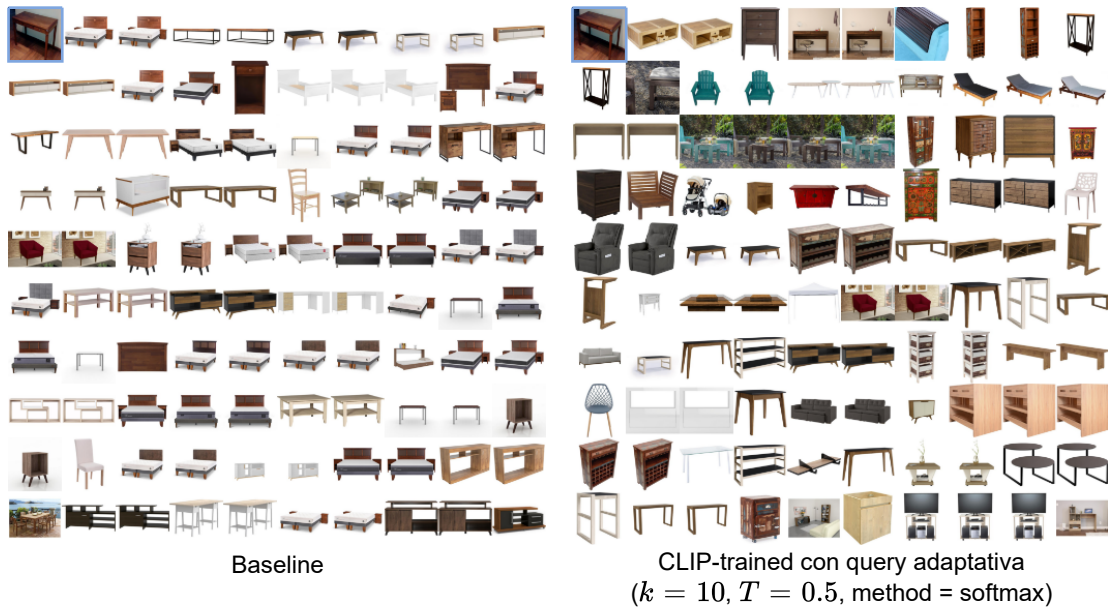 Baseline
CLIP-trained con query adaptativa
(k = 10, T = 0.5, method = softmax)